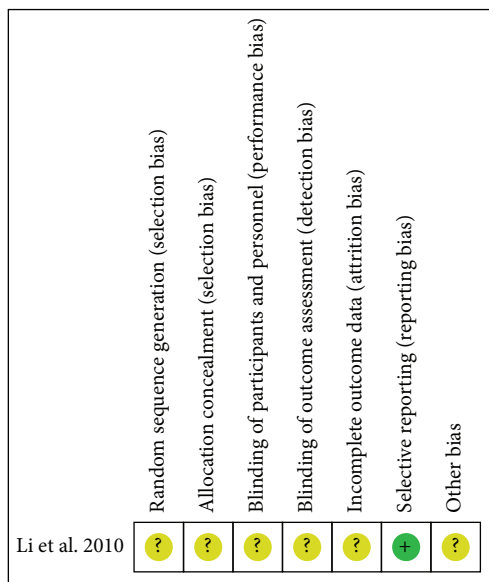 Random sequence generation (selection bias)
Allocation concealment (selection bias)
Blinding of participants and personnel (performance bias)
Blinding of outcome assessment (detection bias)
Incomplete outcome data (attrition bias)
Selective reporting (reporting bias)
Other bias
Li et al. 2010
?
?
?
?
?
+
?